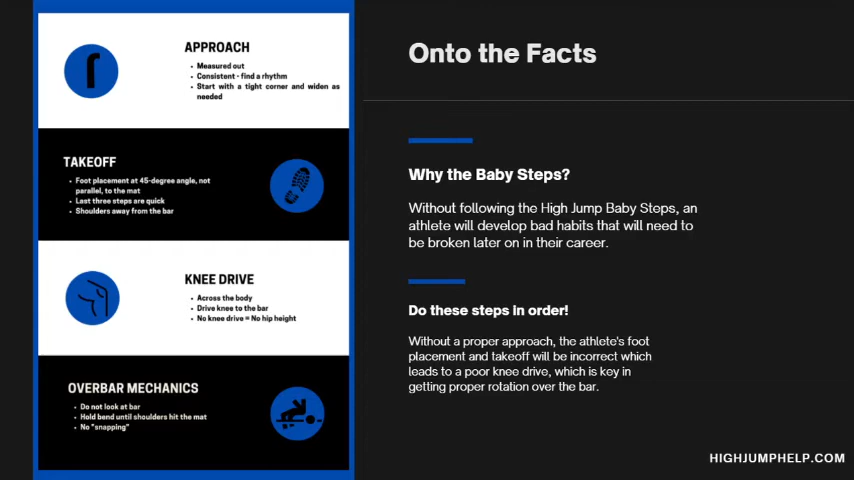 APPROACH
• Measured out
• Consistent - find a rhythm
• Start with a tight corner and widen as
needed
TAKEOFF
• Foot placement at 45-degree angle, not
parallel, to the mat
• Last three steps are quick
• Shoulders away from the bar
KNEE DRIVE
• Across the body
• Drive knee to the bar
• No knee drive = No hip height
OVERBAR MECHANICS
• Do not look at bar
• Hold bend until shoulders hit the mat
• No "snapping"
Onto the Facts
Why the Baby Steps?
Without following the High Jump Baby Steps, an
athlete will develop bad habits that will need to
be broken later on in their career.
Do these steps in order!
Without a proper approach, the athlete's foot
placement and takeoff will be incorrect which
leads to a poor knee drive, which is key in
getting proper rotation over the bar.
HIGHJUMPHELP.COM